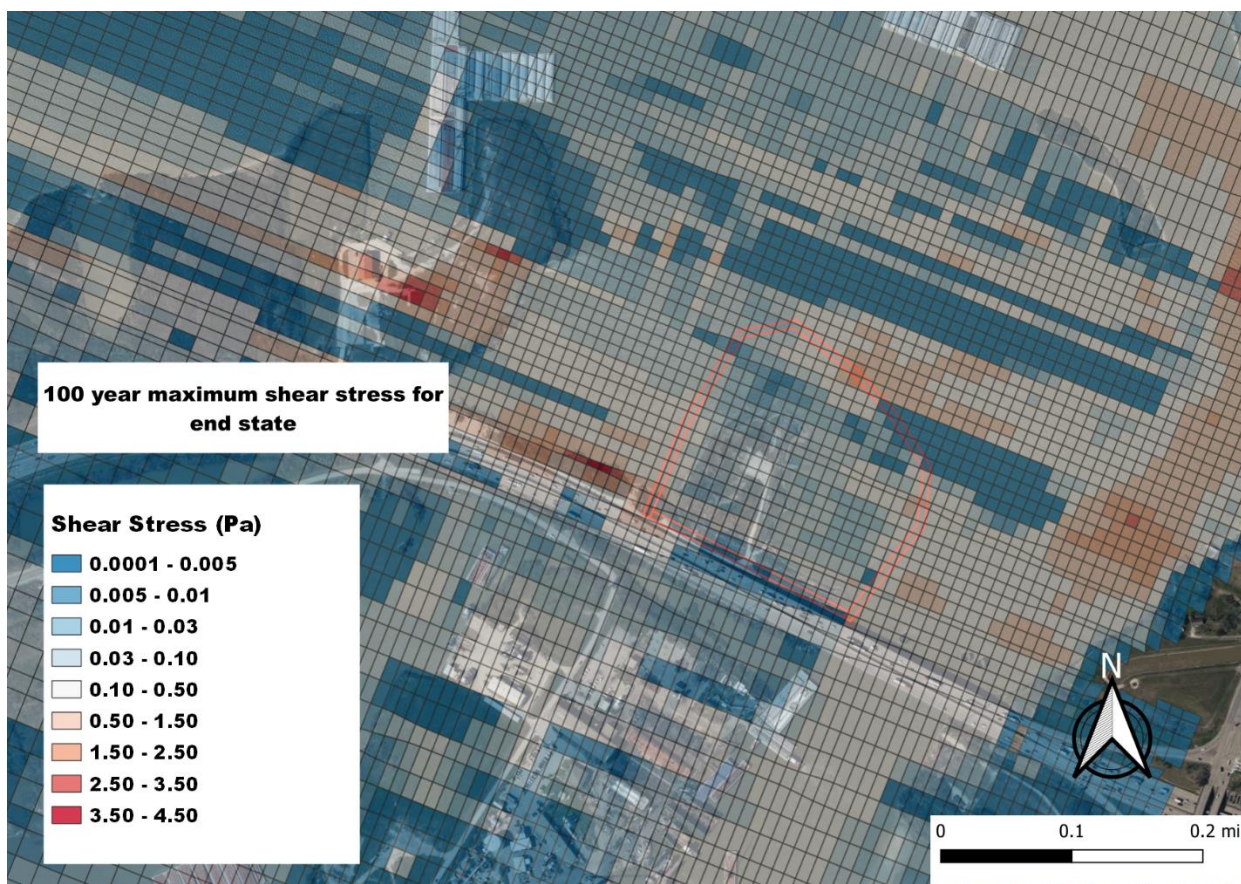 100 year maximum shear stress for
end state
Shear Stress (Pa)
0.0001 - 0.005
0.005 - 0.01
0.01 - 0.03
0.03 - 0.10
0.10 - 0.50
0.50 - 1.50
1.50 - 2.50
2.50 - 3.50
3.50 - 4.50
N
0 0.1 0.2 mi